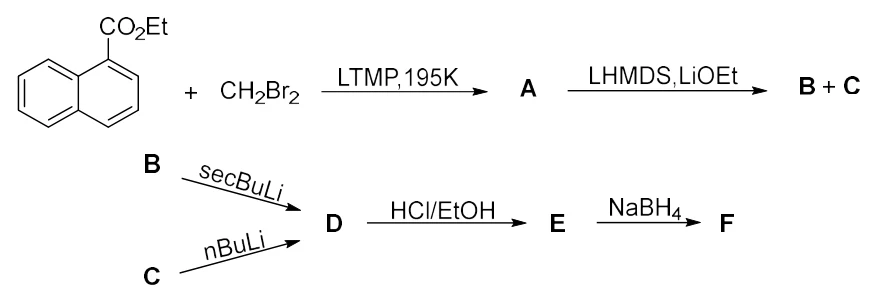 CO2Et
+ CH2Br2 LTMP,195K A LHMDS,LiOEt B + C
B secBuLi
D HCl/EtOH E NaBH4 F
C nBuLi